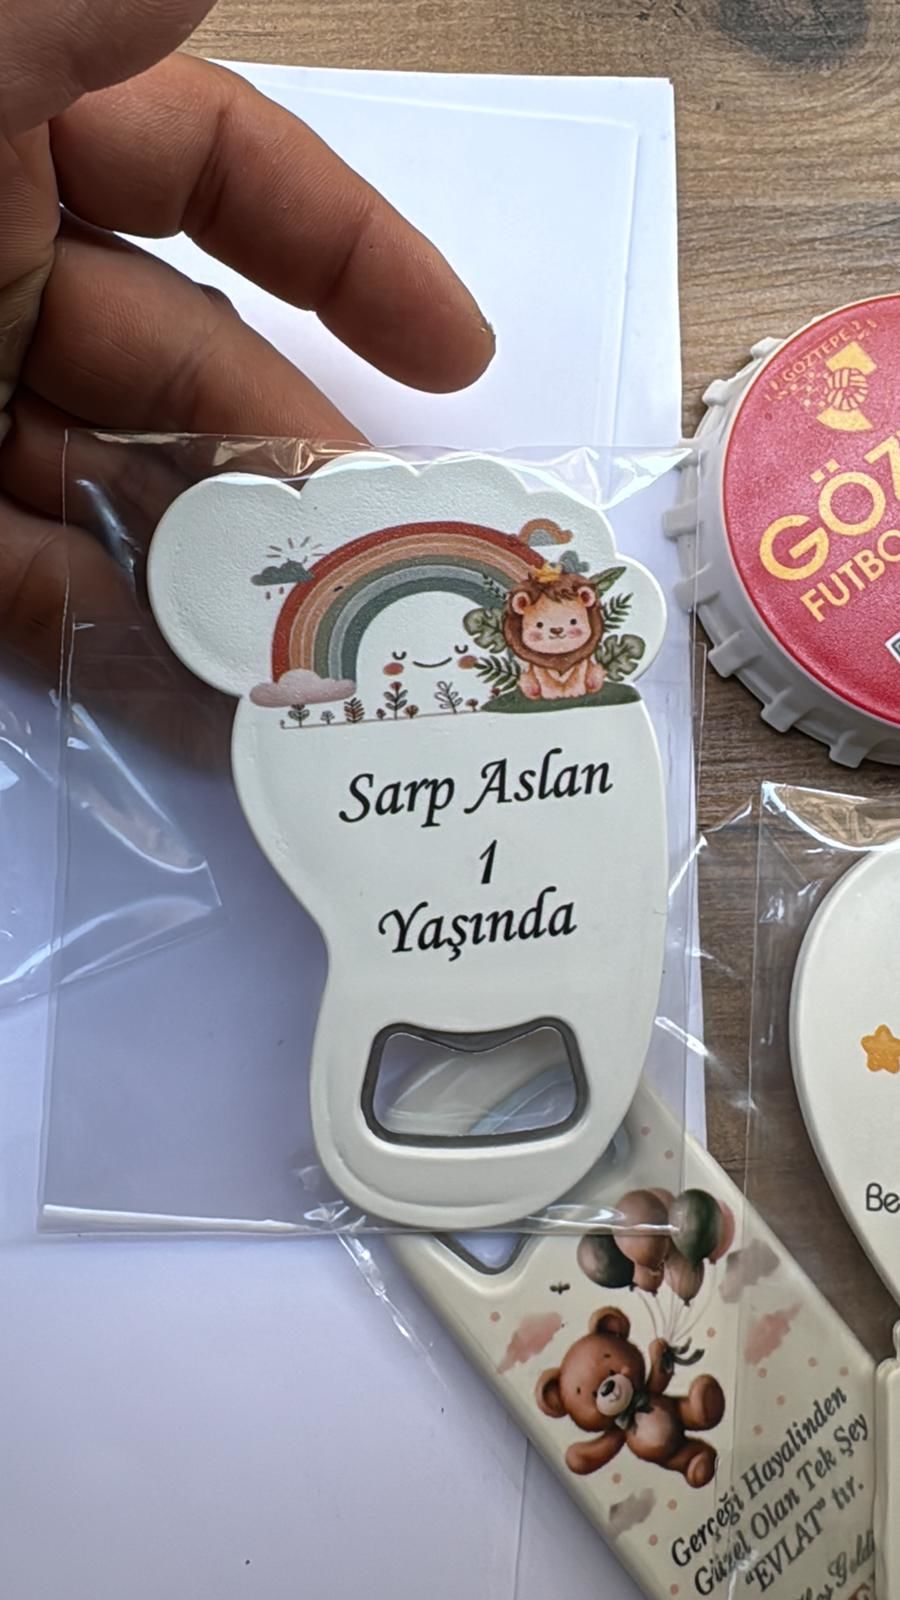 Sarp Aslan
1
Yaşında
GÖZTEPE
GÖZ
FUTBO
Be
Gerçeği Hayalinden
Güzel Olan Tek Şey
"EVLAT" tır.